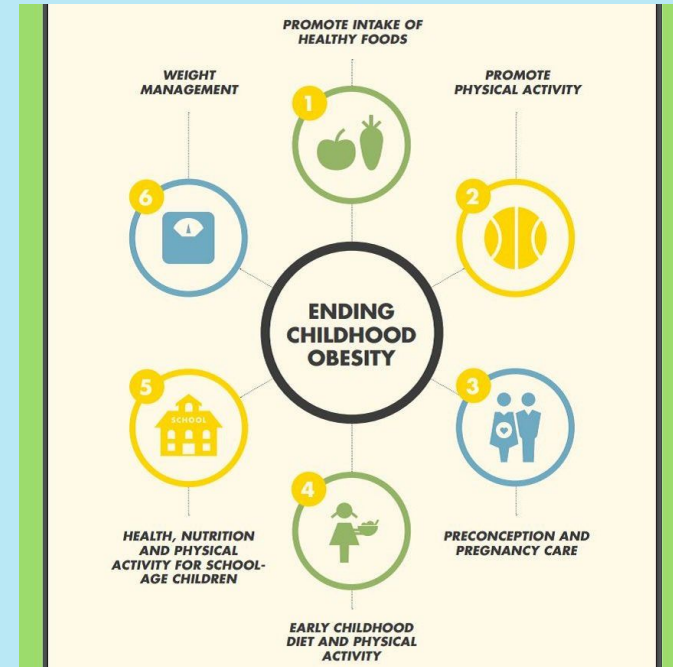 PROMOTE INTAKE OF
HEALTHY FOODS
1
PROMOTE
PHYSICAL ACTIVITY
2
3
PRECONCEPTION AND
PREGNANCY CARE
4
EARLY CHILDHOOD
DIET AND PHYSICAL
ACTIVITY
5
SCHOOL
HEALTH, NUTRITION
AND PHYSICAL
ACTIVITY FOR SCHOOL-
AGE CHILDREN
WEIGHT
MANAGEMENT
6
ENDING
CHILDHOOD
OBESITY